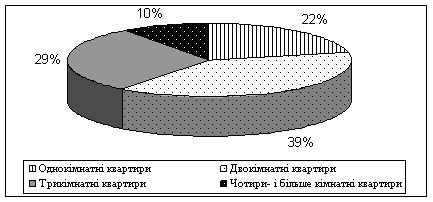 10%
22%
29%
39%
Однокімнатні квартири
Двокімнатні квартири
Трикімнатні квартири
Чотири- і більше кімнатні квартири